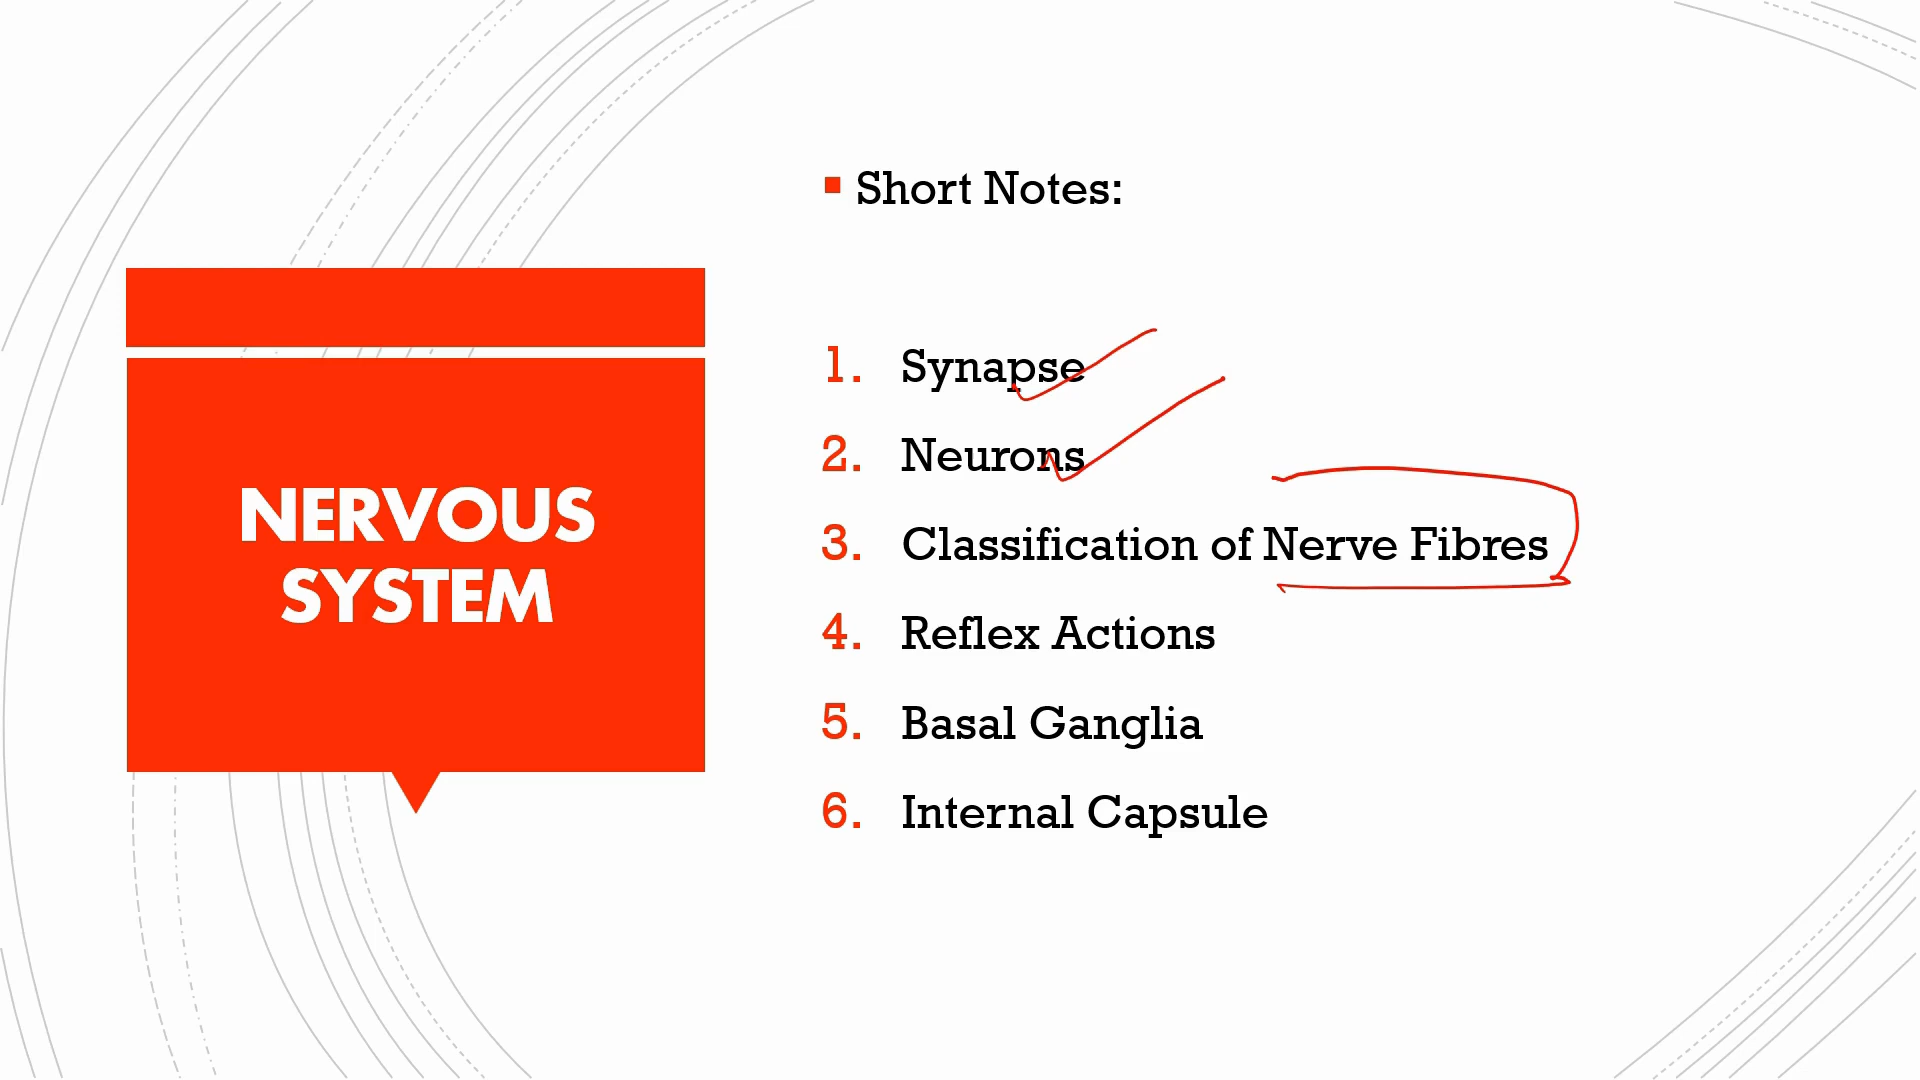 NERVOUS
SYSTEM
Short Notes:
1. Synapse
2. Neurons
3. Classification of Nerve Fibres
4. Reflex Actions
5. Basal Ganglia
6. Internal Capsule